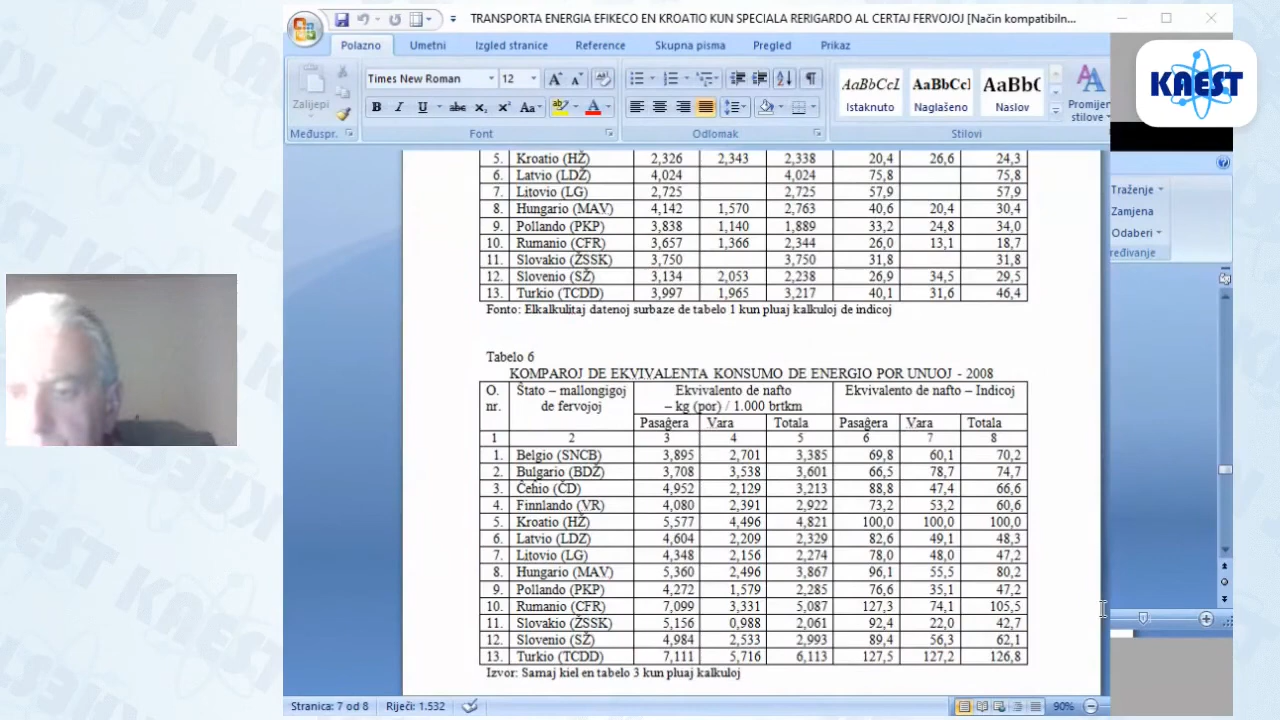 TRANSPORTA ENERGIA EFIKECO EN KROATIO KUN SPECIALA RERIGARDO AL CERTAJ FERVOJOJ [Način kompatibiln...
Polazno Umetni Izgled stranice Reference Skupna pisma Pregled Prikaz
Times New Roman 12
Zalijepi
AaBbCcI AaBbCcI AaBb(
Istaknuto Naglašeno Naslov
Promijeni stilove
Međuspr. Font Odlomak Stilovi
KAEST
Traženje
Zamjena
Odaberi
ređivanje
5. Kroatio (HŽ) 2,326 2,343 2,338 20,4 26,6 24,3
6. Latvio (LDŽ) 4,024 4,024 75,8 75,8
7. Litovio (LG) 2,725 2,725 57,9 57,9
8. Hungario (MAV) 4,142 1,570 2,763 40,6 20,4 30,4
9. Pollando (PKP) 3,838 1,140 1,889 33,2 24,8 34,0
10. Rumanio (CFR) 3,657 1,366 2,344 26,0 13,1 18,7
11. Slovakio (ŽSSK) 3,750 3,750 31,8 31,8
12. Slovenio (SŽ) 3,134 2,053 2,238 26,9 34,5 29,5
13. Turkio (TCDD) 3,997 1,965 3,217 40,1 31,6 46,4
Fonto: Elkalkulitaj datenoj surbaze de tabelo 1 kun pluaj kalkuloj de indicoj
Tabelo 6
KOMPAROJ DE EKVIVALENTA KONSUMO DE ENERGIO POR UNUOJ - 2008
O. nr. Ŝtato – mallongigoj de fervojoj Ekvivalento de nafto – kg (por) / 1.000 brtkm Ekvivalento de nafto – Indicoj
Pasaĝera Vara Totala Pasaĝera Vara Totala
1 2 3 4 5 6 7 8
1. Belgio (SNCB) 3,895 2,701 3,385 69,8 60,1 70,2
2. Bulgario (BDŽ) 3,708 3,538 3,601 66,5 78,7 74,7
3. Ĉehio (ČD) 4,952 2,129 3,213 88,8 47,4 66,6
4. Finnlando (VR) 4,080 2,391 2,922 73,2 53,2 60,6
5. Kroatio (HŽ) 5,577 4,496 4,821 100,0 100,0 100,0
6. Latvio (LDZ) 4,604 2,209 2,329 82,6 49,1 48,3
7. Litovio (LG) 4,348 2,156 2,274 78,0 48,0 47,2
8. Hungario (MAV) 5,360 2,496 3,867 96,1 55,5 80,2
9. Pollando (PKP) 4,272 1,579 2,285 76,6 35,1 47,2
10. Rumanio (CFR) 7,099 3,331 5,087 127,3 74,1 105,5
11. Slovakio (ŽSSK) 5,156 0,988 2,061 92,4 22,0 42,7
12. Slovenio (SŽ) 4,984 2,533 2,993 89,4 56,3 62,1
13. Turkio (TCDD) 7,111 5,716 6,113 127,5 127,2 126,8
Izvor: Samaj kiel en tabelo 3 kun pluaj kalkuloj
Stranica: 7 od 8 Riječi: 1.532 90%